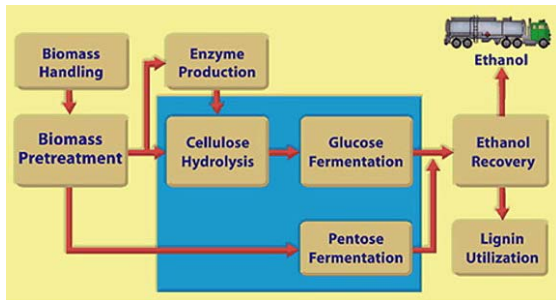 Biomass
Handling
Enzyme
Production
Ethanol
Biomass
Pretreatment
Cellulose
Hydrolysis
Glucose
Fermentation
Ethanol
Recovery
Pentose
Fermentation
Lignin
Utilization